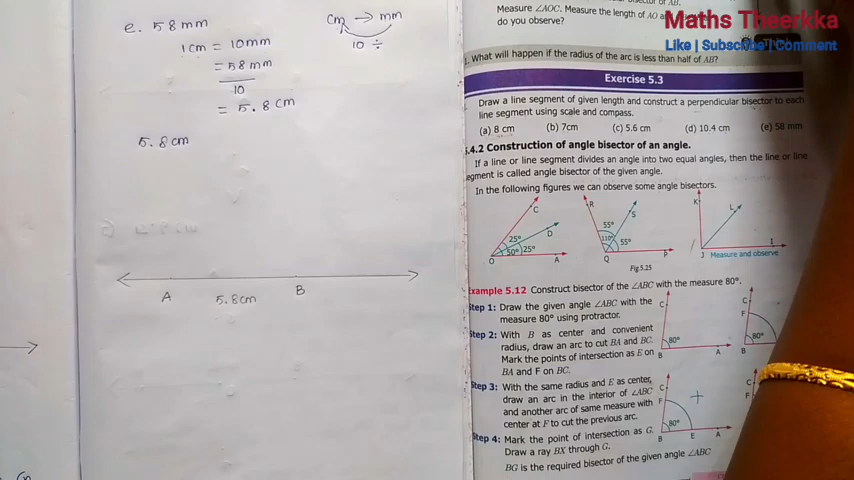 e. 58 mm
cm → mm
10 ÷
1cm = 10mm
= 58 mm
10
= 5.8 cm
5.8 cm
A 5.8cm B
Measure ∠AOC. Measure the length of AO
do you observe?
Maths Theerkka
Like | Subscribe | Comment
What will happen if the radius of the arc is less than half of AB?
Exercise 5.3
Draw a line segment of given length and construct a perpendicular bisector to each
line segment using scale and compass.
(a) 8 cm (b) 7cm (c) 5.6 cm (d) 10.4 cm (e) 58 mm
5.4.2 Construction of angle bisector of an angle.
If a line or line segment divides an angle into two equal angles, then the line or line
segment is called angle bisector of the given angle.
In the following figures we can observe some angle bisectors.
C D 25° 50° 25° O A
R S 55° 110° 55° Q P
K L J I
Measure and observe
Fig 5.25
Example 5.12 Construct bisector of the ∠ABC with the measure 80°.
Step 1: Draw the given angle ∠ABC with the
measure 80° using protractor.
Step 2: With B as center and convenient
radius, draw an arc to cut BA and BC.
Mark the points of intersection as E on
BA and F on BC.
Step 3: With the same radius and E as center,
draw an arc in the interior of ∠ABC
and another arc of same measure with
center at F to cut the previous arc.
Step 4: Mark the point of intersection as G.
Draw a ray BX through G.
BG is the required bisector of the given angle ∠ABC
C 80° B A
C F 80° B
C F 80° B E A
C F